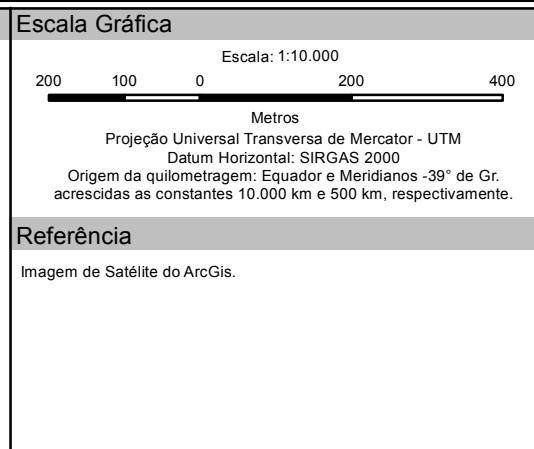 Escala Gráfica
Escala: 1:10.000
200 100 0 200 400
Metros
Projeção Universal Transversa de Mercator - UTM
Datum Horizontal: SIRGAS 2000
Origem da quilometragem: Equador e Meridianos -39° de Gr.
acrescidas as constantes 10.000 km e 500 km, respectivamente.
Referência
Imagem de Satélite do ArcGis.